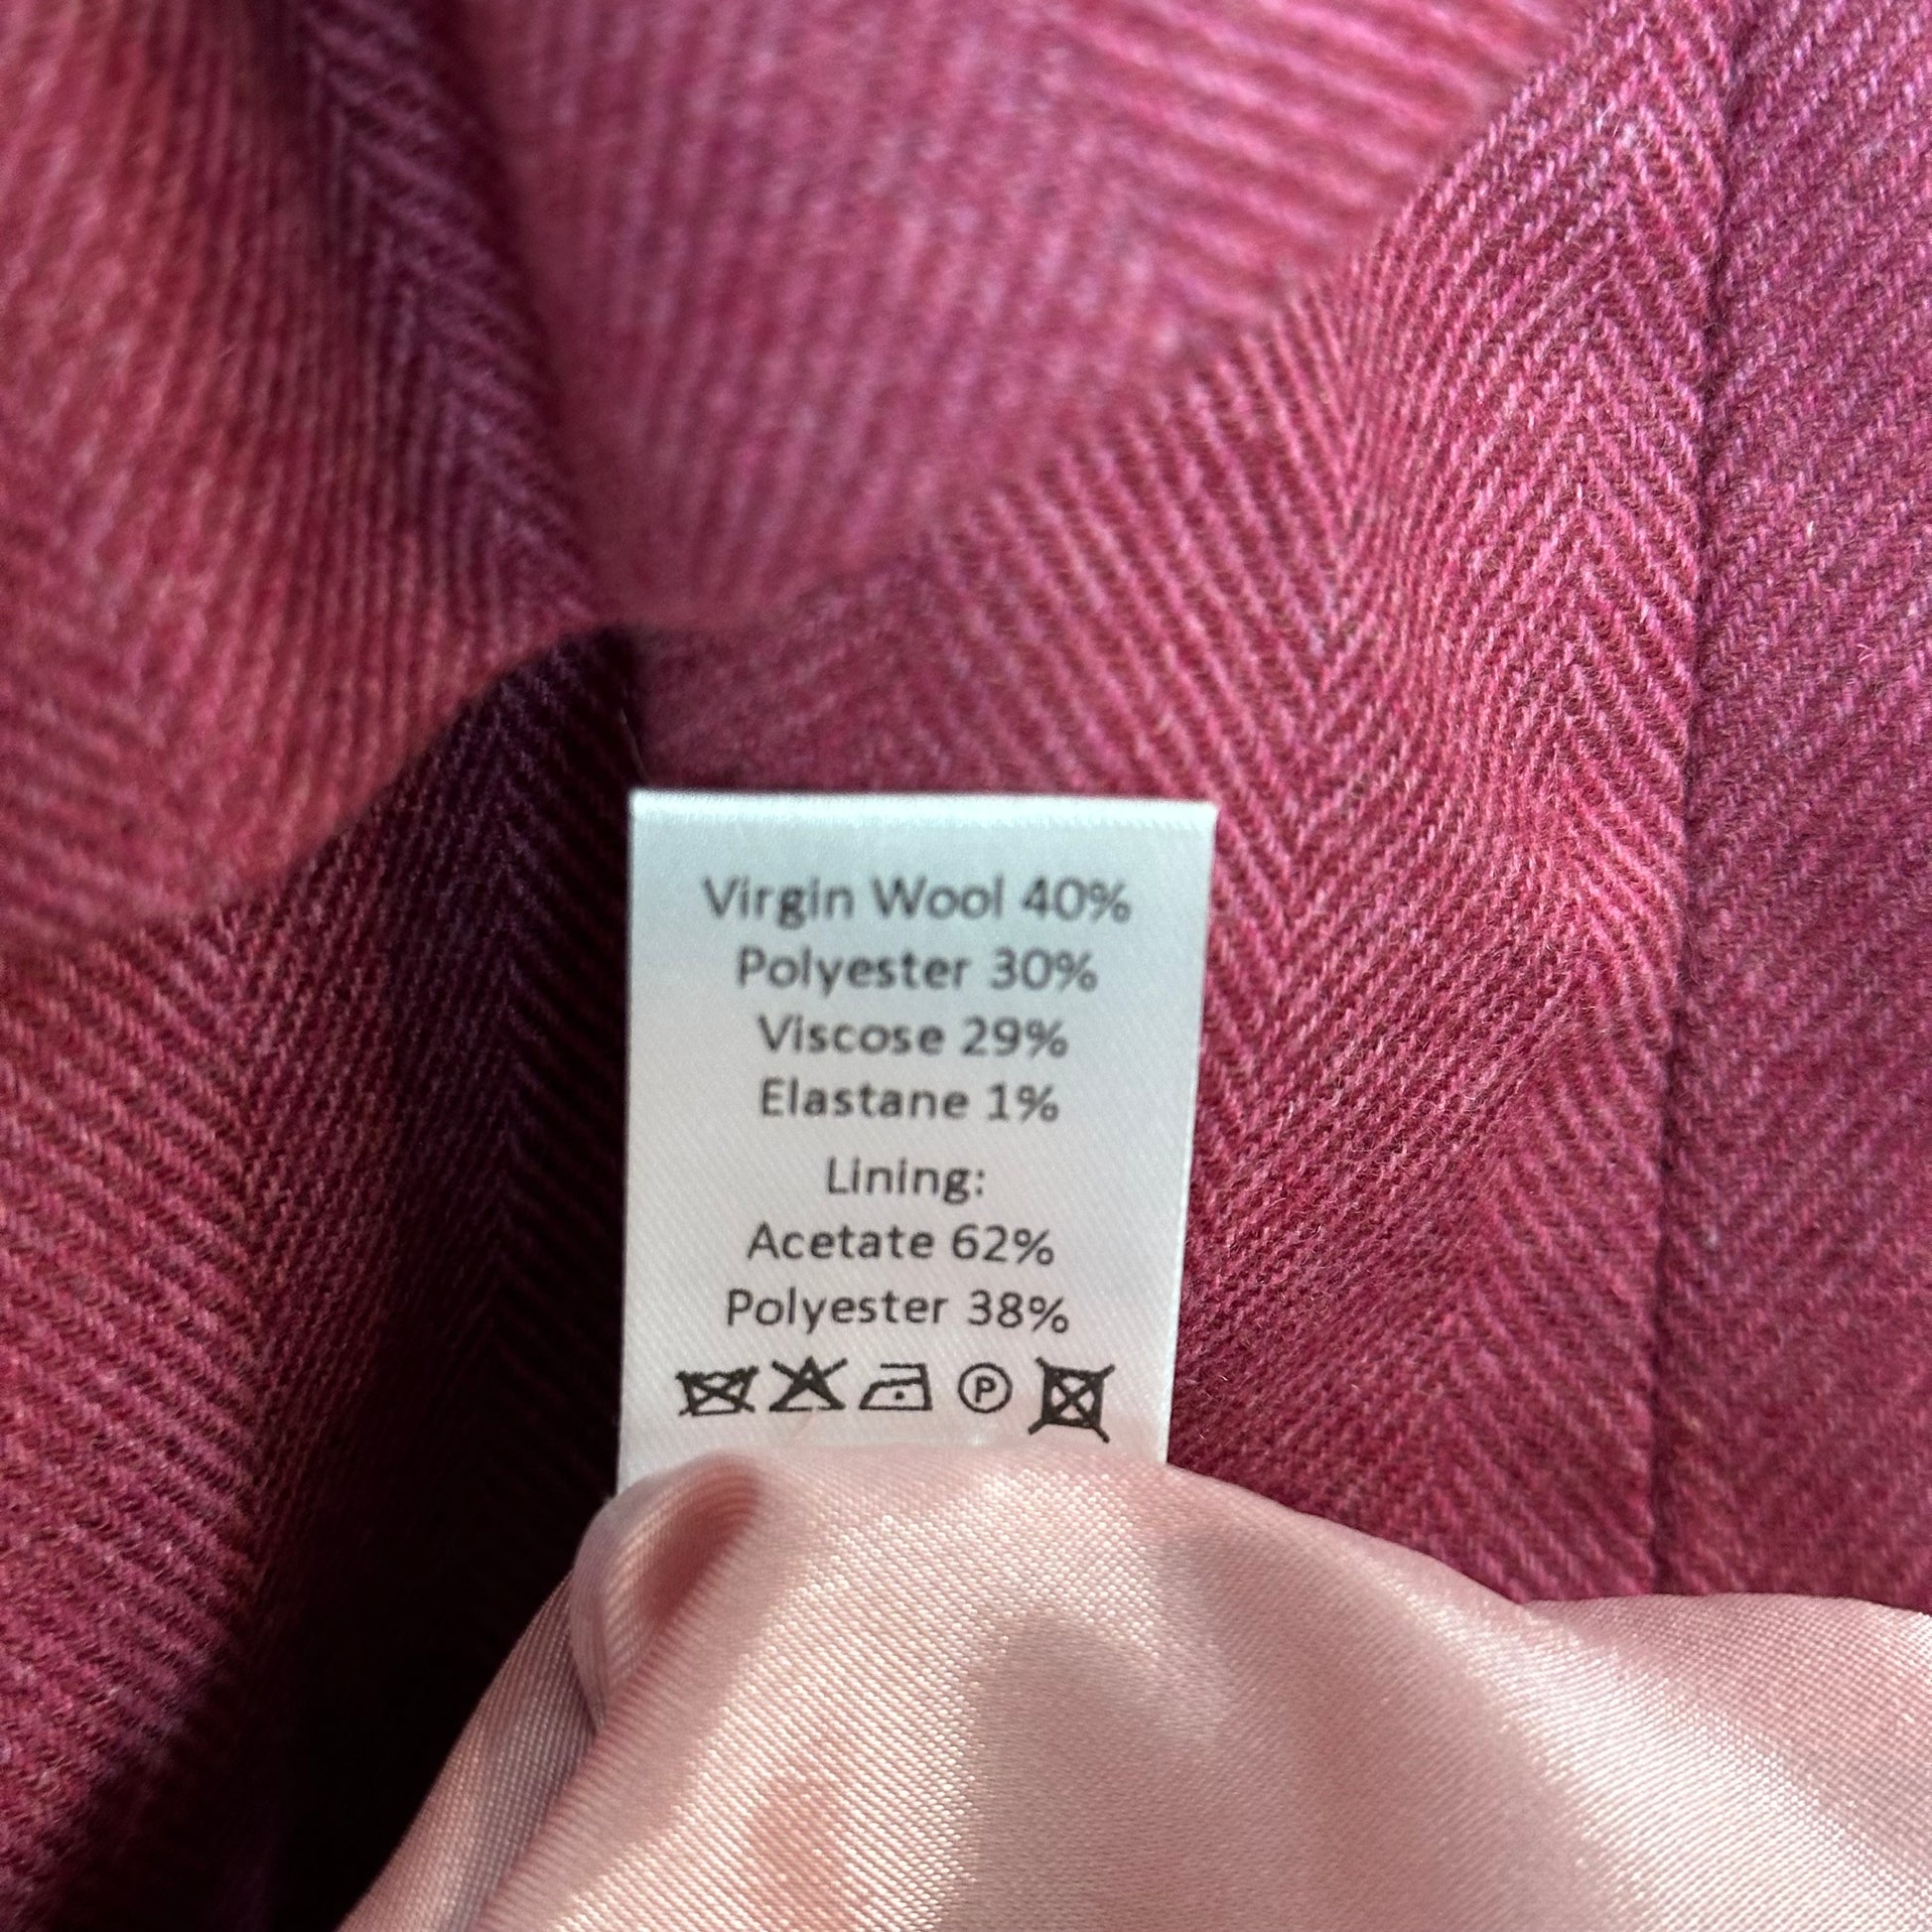 Virgin Wool 40%
Polyester 30%
Viscose 29%
Elastane 1%
Lining:
Acetate 62%
Polyester 38%
P